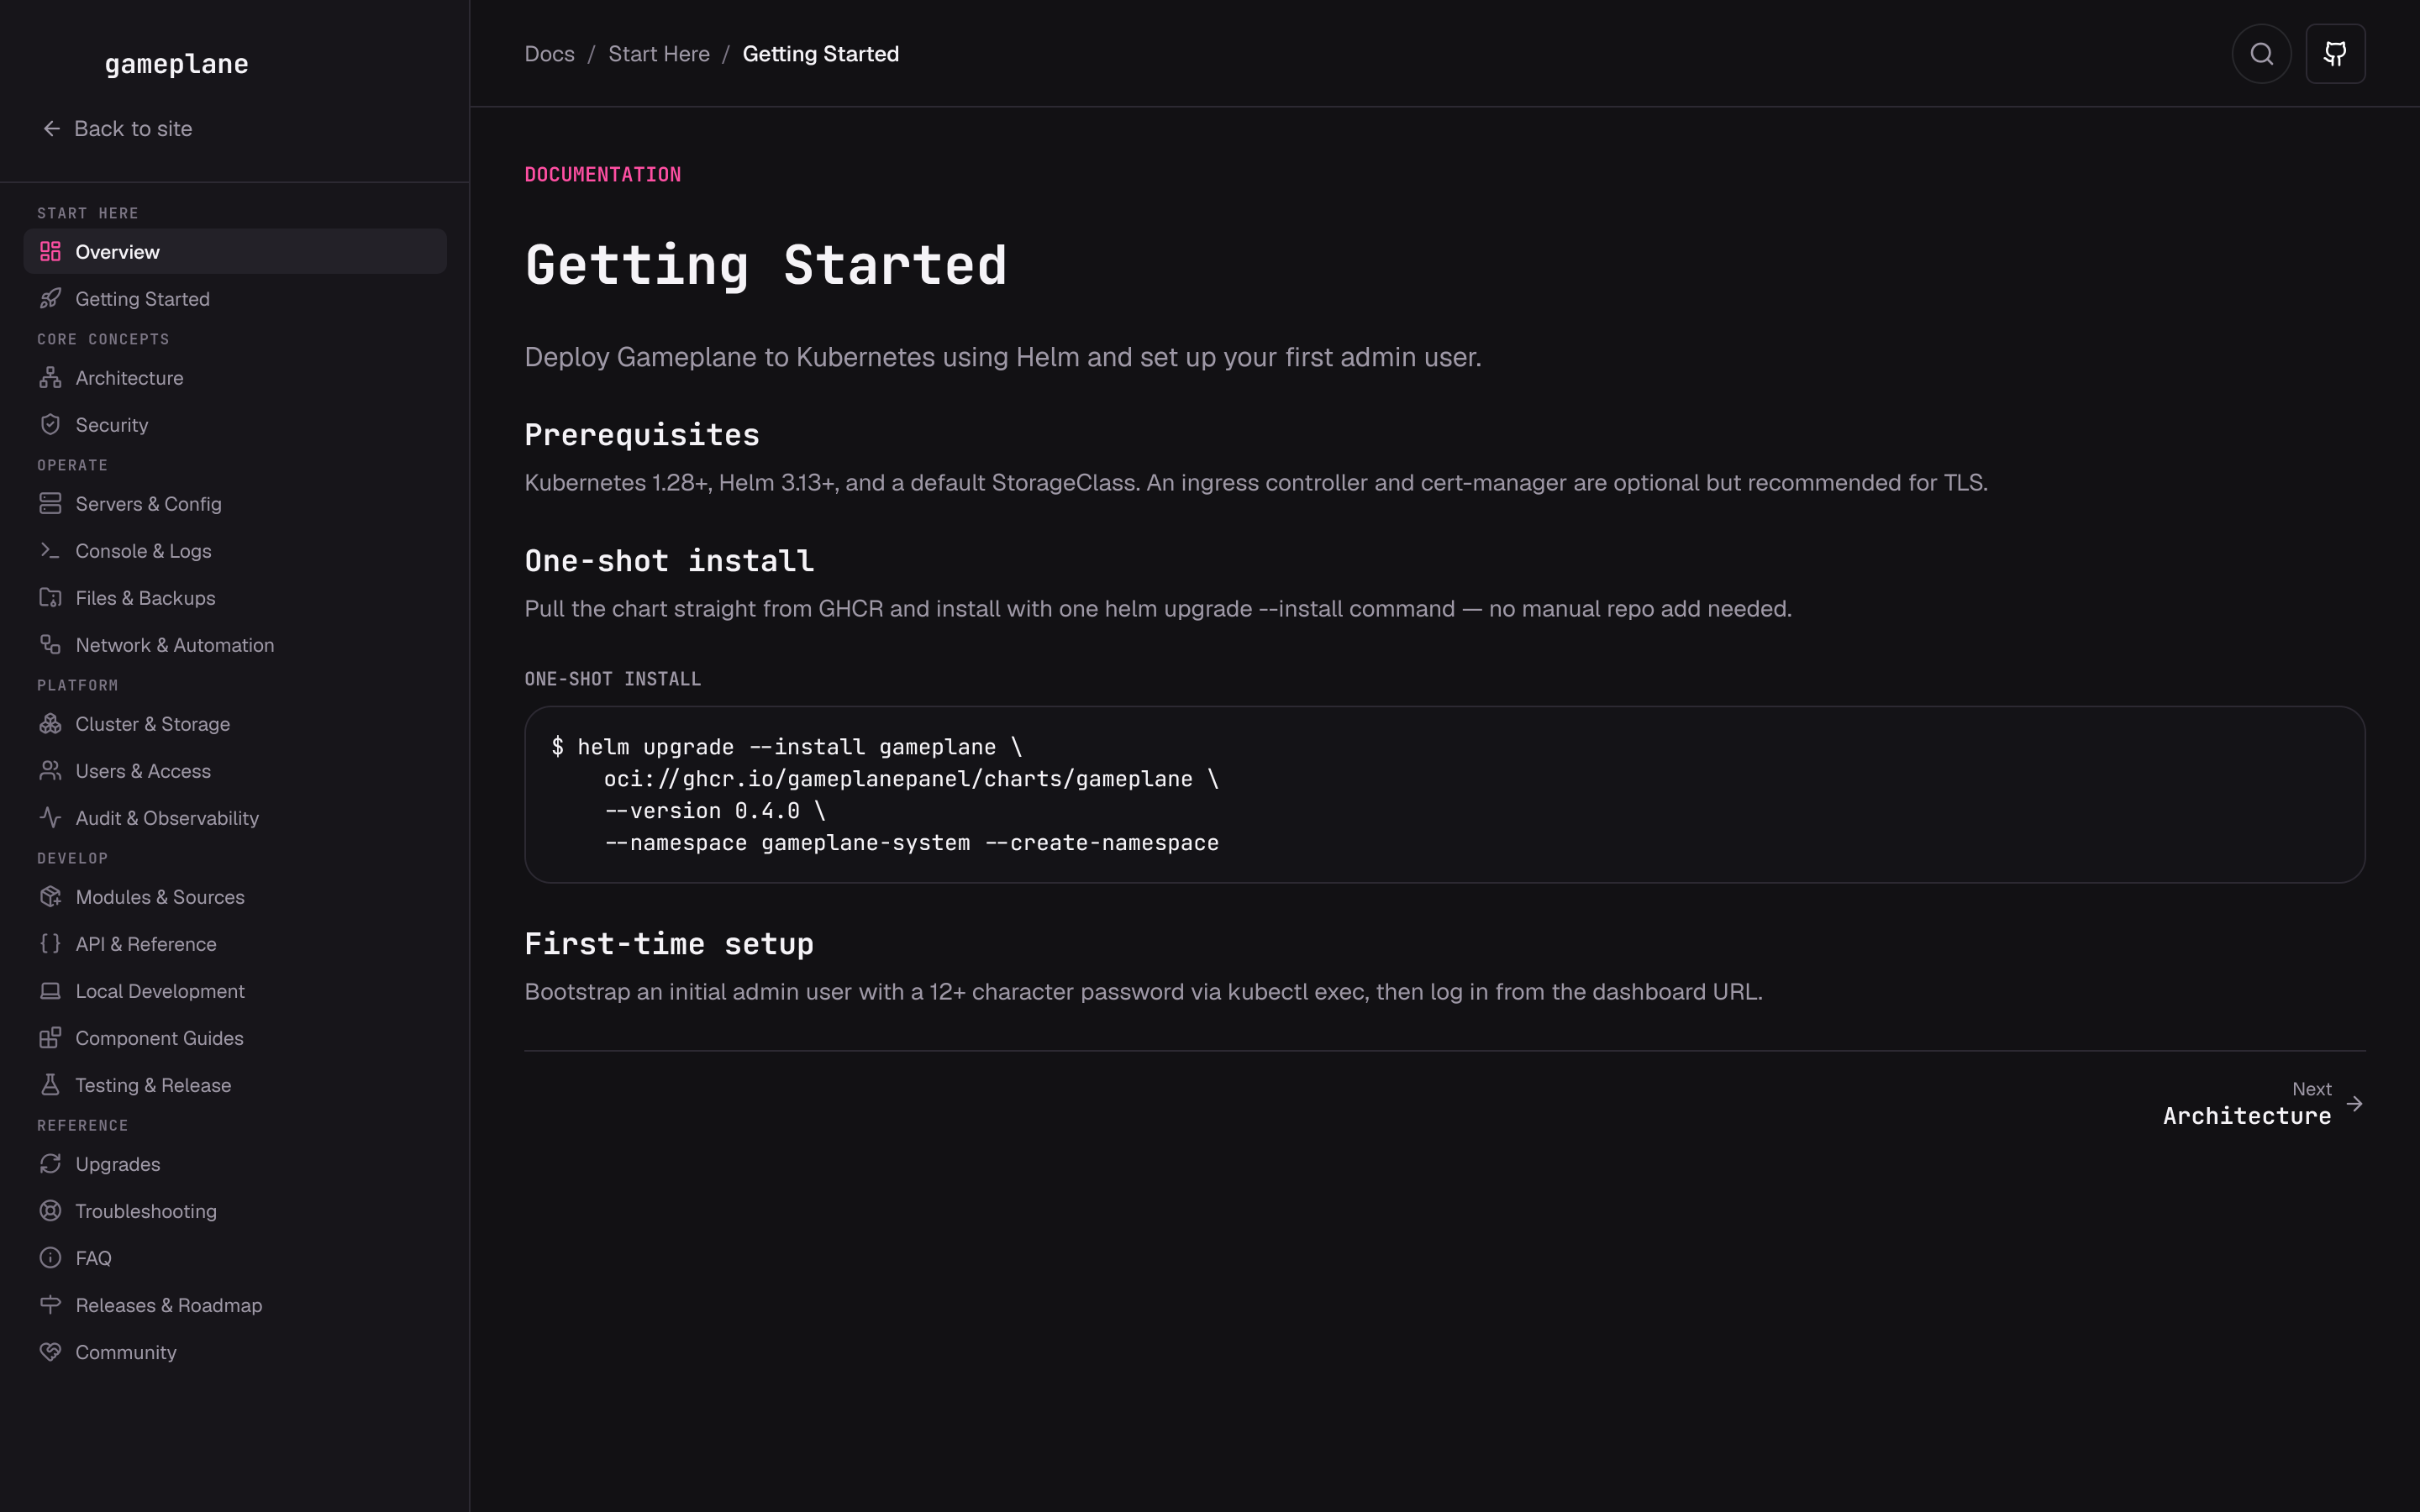 gameplane
Back to site
START HERE
Overview
Getting Started
CORE CONCEPTS
Architecture
Security
OPERATE
Servers & Config
Console & Logs
Files & Backups
Network & Automation
PLATFORM
Cluster & Storage
Users & Access
Audit & Observability
DEVELOP
Modules & Sources
API & Reference
Local Development
Component Guides
Testing & Release
REFERENCE
Upgrades
Troubleshooting
FAQ
Releases & Roadmap
Community
Docs / Start Here / Getting Started
DOCUMENTATION
Getting Started
Deploy Gameplane to Kubernetes using Helm and set up your first admin user.
Prerequisites
Kubernetes 1.28+, Helm 3.13+, and a default StorageClass. An ingress controller and cert-manager are optional but recommended for TLS.
One-shot install
Pull the chart straight from GHCR and install with one helm upgrade --install command — no manual repo add needed.
ONE-SHOT INSTALL
$ helm upgrade --install gameplane \
oci://ghcr.io/gameplanepanel/charts/gameplane \
--version 0.4.0 \
--namespace gameplane-system --create-namespace
First-time setup
Bootstrap an initial admin user with a 12+ character password via kubectl exec, then log in from the dashboard URL.
Next
Architecture